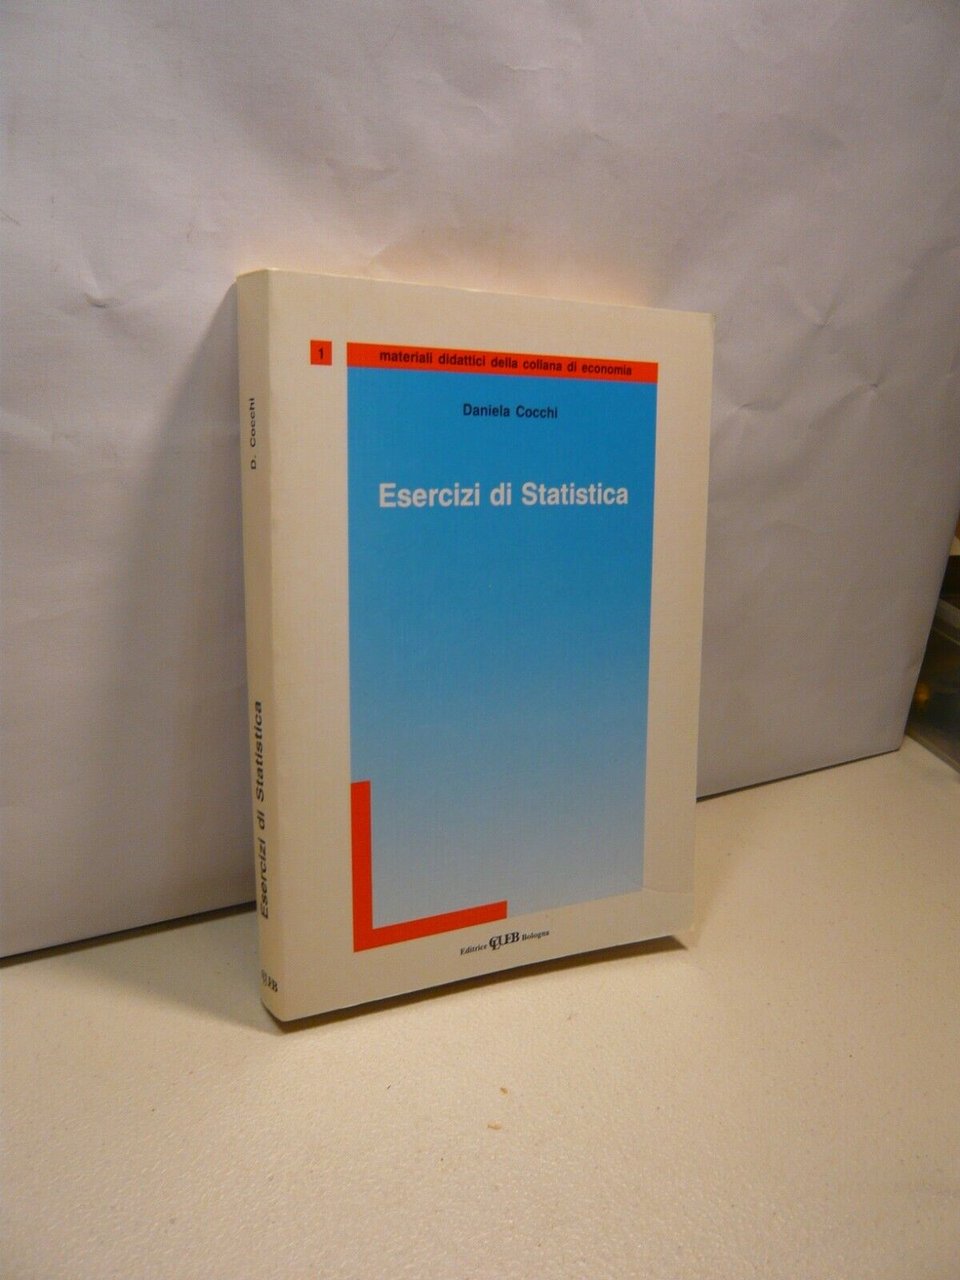 1
materiali didattici della collana di economia
Daniela Cocchi
Esercizi di Statistica
Editrice CLUEB Bologna
D. Cocchi
Esercizi di Statistica
CLUEB